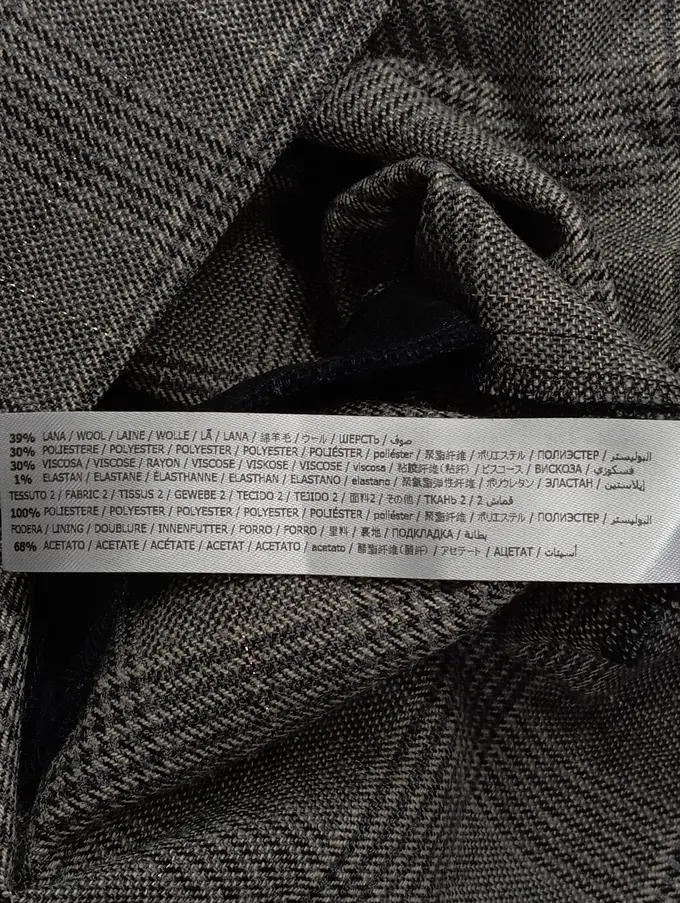 39% LANA / WOOL / LAINE / WOLLE / LÃ / LANA / 绵羊毛 / ウール / ШЕРСТЬ / صوف
30% POLIESTERE / POLYESTER / POLYESTER / POLYESTER / POLIÉSTER / poliéster / 聚酯纤维 / ポリエステル / ПОЛИЭСТЕР / البوليستر
30% VISCOSA / VISCOSE / RAYON / VISCOSE / VISKOSE / VISCOSE / viscosa / 粘胶纤维(粘纤) / ビスコース / ВИСКОЗА / فسكوزي
1% ELASTAN / ELASTANE / ÉLASTHANNE / ELASTHAN / ELASTANO / elastano / 聚氨酯弹性纤维 / ポリウレタン / ЭЛАСТАН / إيلاستين
TESSUTO 2 / FABRIC 2 / TISSUS 2 / GEWEBE 2 / TECIDO 2 / TEJIDO 2 / 面料2 / その他 / ТКАНЬ 2 / قماش 2
100% POLIESTERE / POLYESTER / POLYESTER / POLYESTER / POLIÉSTER / poliéster / 聚酯纤维 / ポリエステル / ПОЛИЭСТЕР / البوليستر
FODERA / LINING / DOUBLURE / INNENFUTTER / FORRO / FORRO / 里料 / 裏地 / ПОДКЛАДКА / بطانة
68% ACETATO / ACETATE / ACÉTATE / ACETAT / ACETATO / acetato / 醋酯纤维(醋纤) / アセテート / АЦЕТАТ / أسيتات